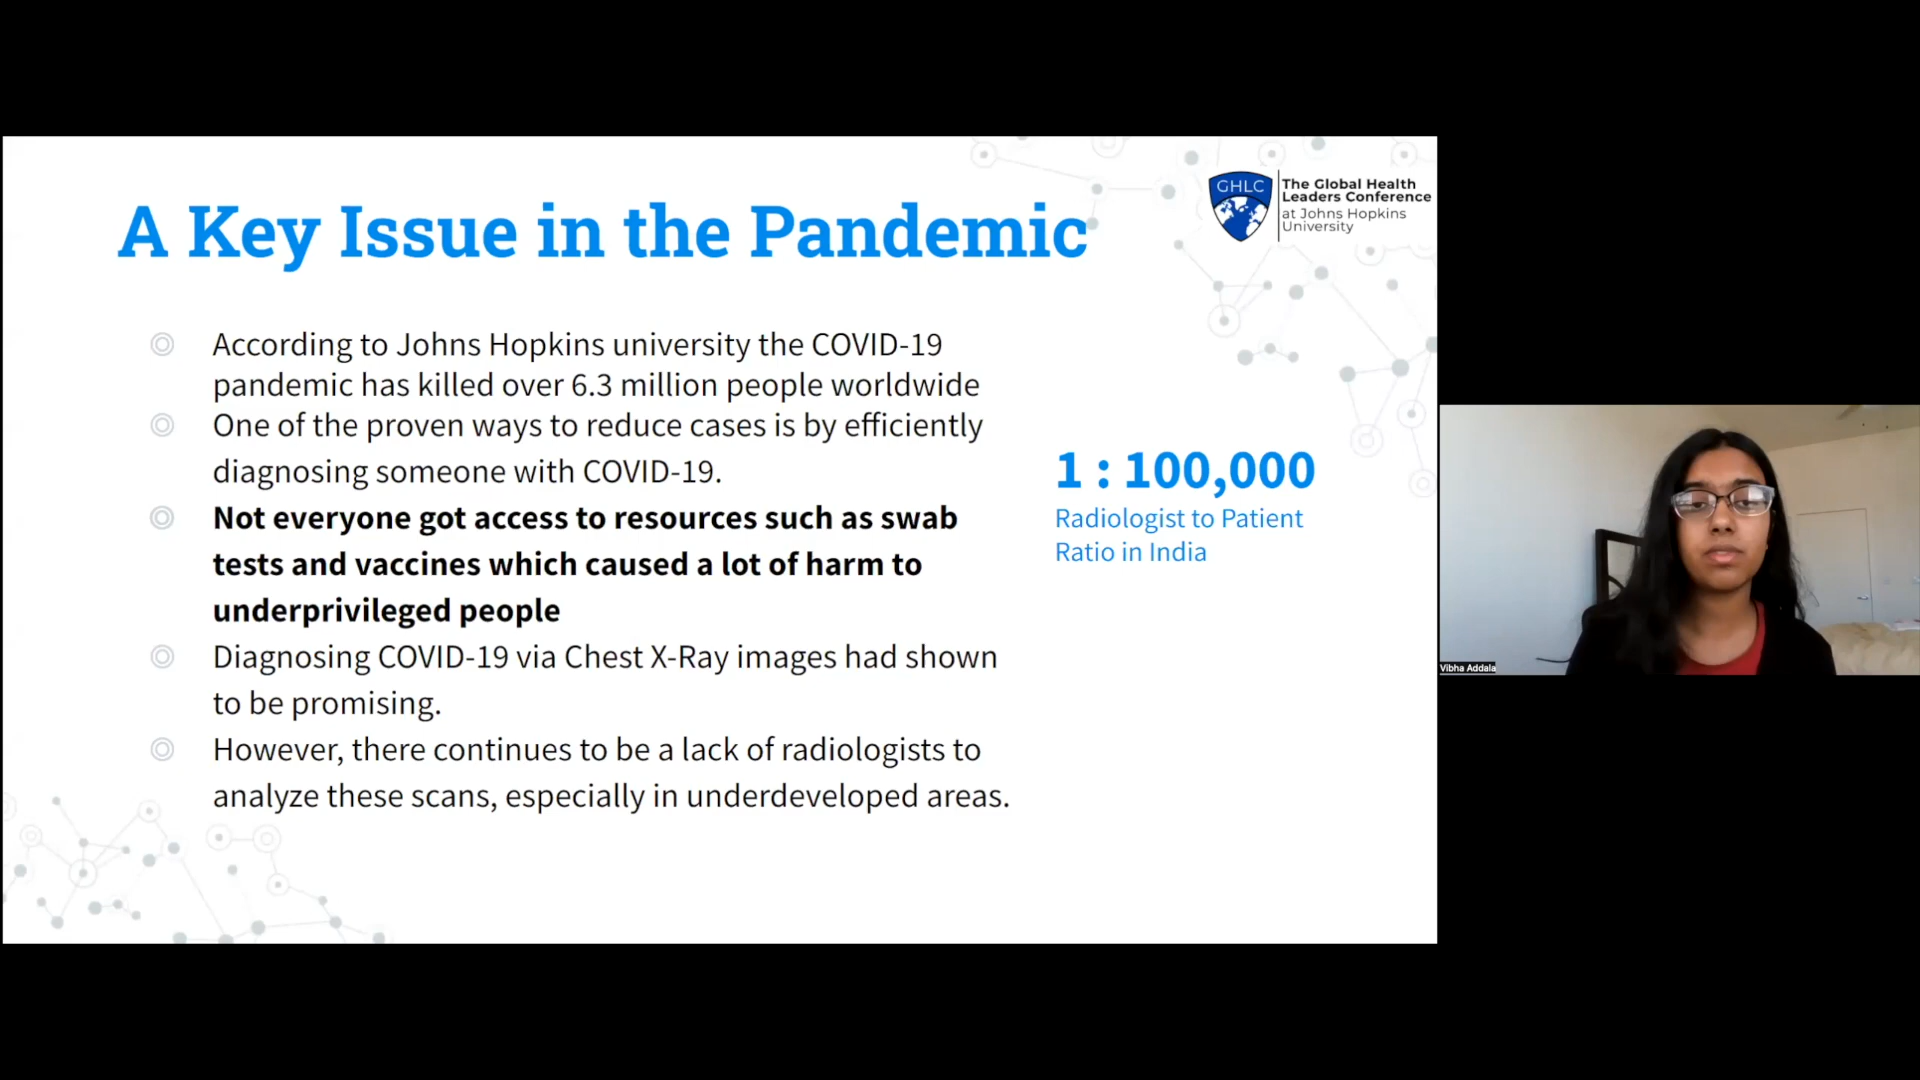 A Key Issue in the Pandemic
GHLC
The Global Health
Leaders Conference
at Johns Hopkins
University
According to Johns Hopkins university the COVID-19
pandemic has killed over 6.3 million people worldwide
One of the proven ways to reduce cases is by efficiently
diagnosing someone with COVID-19.
Not everyone got access to resources such as swab
tests and vaccines which caused a lot of harm to
underprivileged people
Diagnosing COVID-19 via Chest X-Ray images had shown
to be promising.
However, there continues to be a lack of radiologists to
analyze these scans, especially in underdeveloped areas.
1 : 100,000
Radiologist to Patient
Ratio in India
Vibha Addala